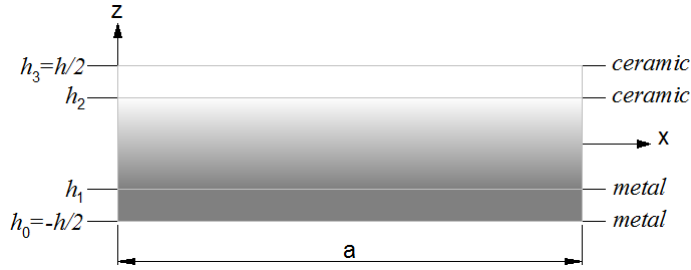 z
h₃=h/2
ceramic
h₂
ceramic
x
h₁
metal
h₀=-h/2
metal
a